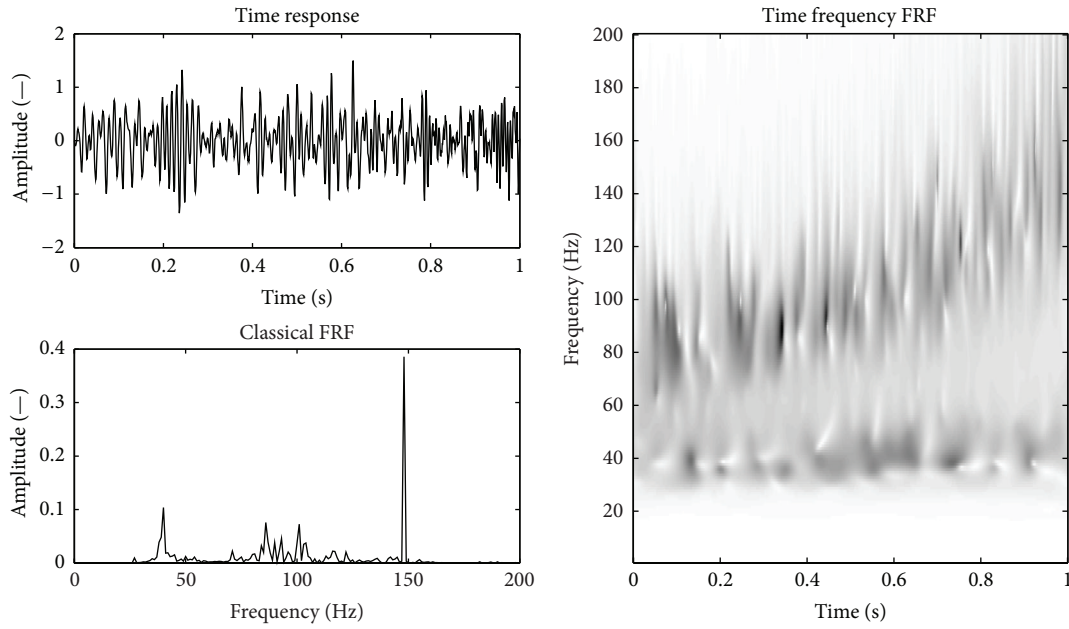 Time response
2
1
0
−1
−2
Amplitude (—)
0 0.2 0.4 0.6 0.8 1
Time (s)
Classical FRF
0.4
0.3
0.2
0.1
0
Amplitude (—)
0 50 100 150 200
Frequency (Hz)
Time frequency FRF
200
180
160
140
120
100
80
60
40
20
Frequency (Hz)
0 0.2 0.4 0.6 0.8 1
Time (s)